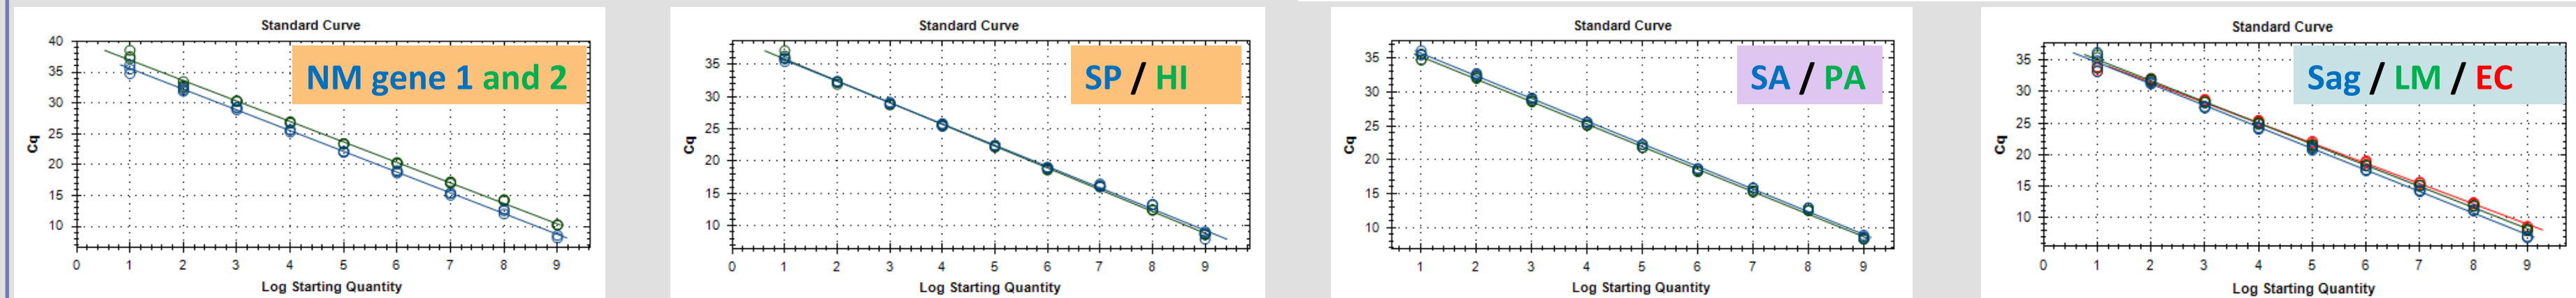 Standard Curve
NM gene 1 and 2
40
35
30
25
20
15
10
Cq
0 1 2 3 4 5 6 7 8 9
Log Starting Quantity
Standard Curve
SP / HI
35
30
25
20
15
10
Cq
0 1 2 3 4 5 6 7 8 9
Log Starting Quantity
Standard Curve
SA / PA
35
30
25
20
15
10
Cq
1 2 3 4 5 6 7 8 9
Log Starting Quantity
Standard Curve
Sag / LM / EC
35
30
25
20
15
10
Cq
0 1 2 3 4 5 6 7 8 9
Log Starting Quantity